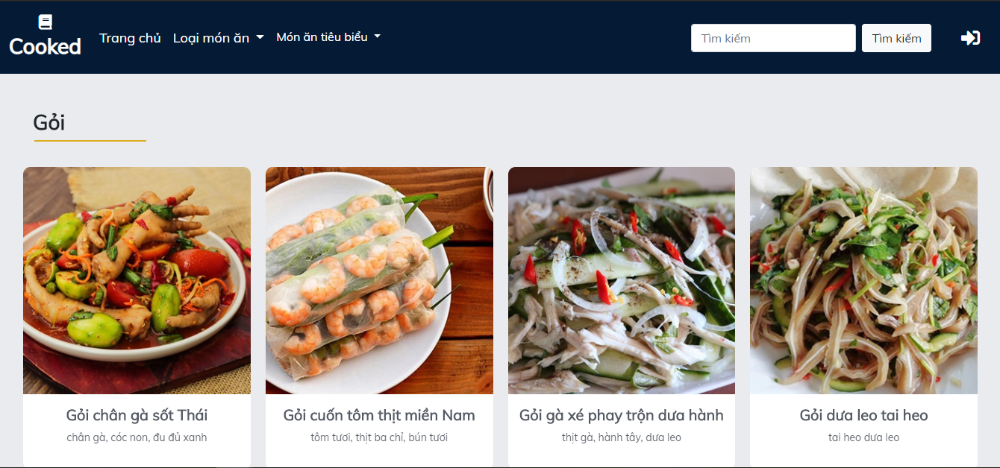 Cooked
Trang chủ
Loại món ăn
Món ăn tiêu biểu
Tìm kiếm
Tìm kiếm
Gỏi
Gỏi chân gà sốt Thái
chân gà, cóc non, đu đủ xanh
Gỏi cuốn tôm thịt miền Nam
tôm tươi, thịt ba chỉ, bún tươi
Gỏi gà xé phay trộn dưa hành
thịt gà, hành tây, dưa leo
Gỏi dưa leo tai heo
tai heo dưa leo